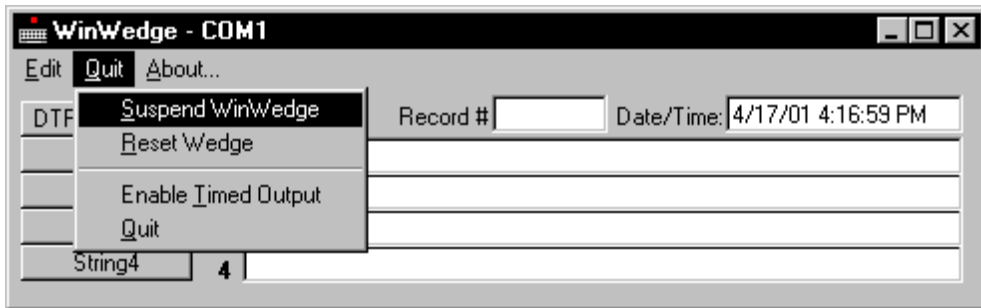 WinWedge - COM1
Edit Quit About...
Suspend WinWedge
Reset Wedge
Enable Timed Output
Quit
Record # Date/Time: 4/17/01 4:16:59 PM
String4 4